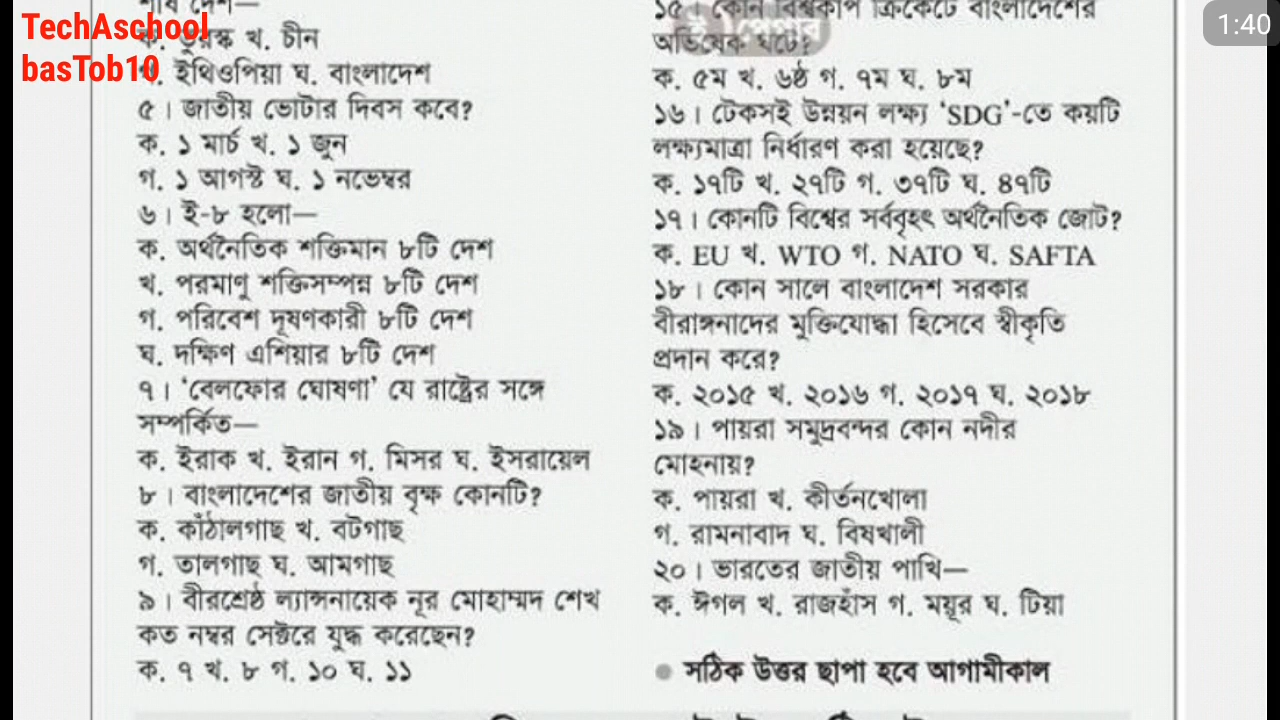 TechAschool
basTob10
1:40
শীর্ষ দেশ—
ক. তুরস্ক খ. চীন
গ. ইথিওপিয়া ঘ. বাংলাদেশ
৫। জাতীয় ভোটার দিবস কবে?
ক. ১ মার্চ খ. ১ জুন
গ. ১ আগস্ট ঘ. ১ নভেম্বর
৬। ই-৮ হলো—
ক. অর্থনৈতিক শক্তিমান ৮টি দেশ
খ. পরমাণু শক্তিসম্পন্ন ৮টি দেশ
গ. পরিবেশ দূষণকারী ৮টি দেশ
ঘ. দক্ষিণ এশিয়ার ৮টি দেশ
৭। ‘বেলফোর ঘোষণা’ যে রাষ্ট্রের সঙ্গে
সম্পর্কিত—
ক. ইরাক খ. ইরান গ. মিসর ঘ. ইসরায়েল
৮। বাংলাদেশের জাতীয় বৃক্ষ কোনটি?
ক. কাঁঠালগাছ খ. বটগাছ
গ. তালগাছ ঘ. আমগাছ
৯। বীরশ্রেষ্ঠ ল্যান্সনায়েক নূর মোহাম্মদ শেখ
কত নম্বর সেক্টরে যুদ্ধ করেছেন?
ক. ৭ খ. ৮ গ. ১০ ঘ. ১১
১৫। কোন বিশ্বকাপ ক্রিকেটে বাংলাদেশের
অভিষেক ঘটে?
ই পেপার
ক. ৫ম খ. ৬ষ্ঠ গ. ৭ম ঘ. ৮ম
১৬। টেকসই উন্নয়ন লক্ষ্য ‘SDG’-তে কয়টি
লক্ষ্যমাত্রা নির্ধারণ করা হয়েছে?
ক. ১৭টি খ. ২৭টি গ. ৩৭টি ঘ. ৪৭টি
১৭। কোনটি বিশ্বের সর্ববৃহৎ অর্থনৈতিক জোট?
ক. EU খ. WTO গ. NATO ঘ. SAFTA
১৮। কোন সালে বাংলাদেশ সরকার
বীরাঙ্গনাদের মুক্তিযোদ্ধা হিসেবে স্বীকৃতি
প্রদান করে?
ক. ২০১৫ খ. ২০১৬ গ. ২০১৭ ঘ. ২০১৮
১৯। পায়রা সমুদ্রবন্দর কোন নদীর
মোহনায়?
ক. পায়রা খ. কীর্তনখোলা
গ. রামনাবাদ ঘ. বিষখালী
২০। ভারতের জাতীয় পাখি—
ক. ঈগল খ. রাজহাঁস গ. ময়ূর ঘ. টিয়া
● সঠিক উত্তর ছাপা হবে আগামীকাল